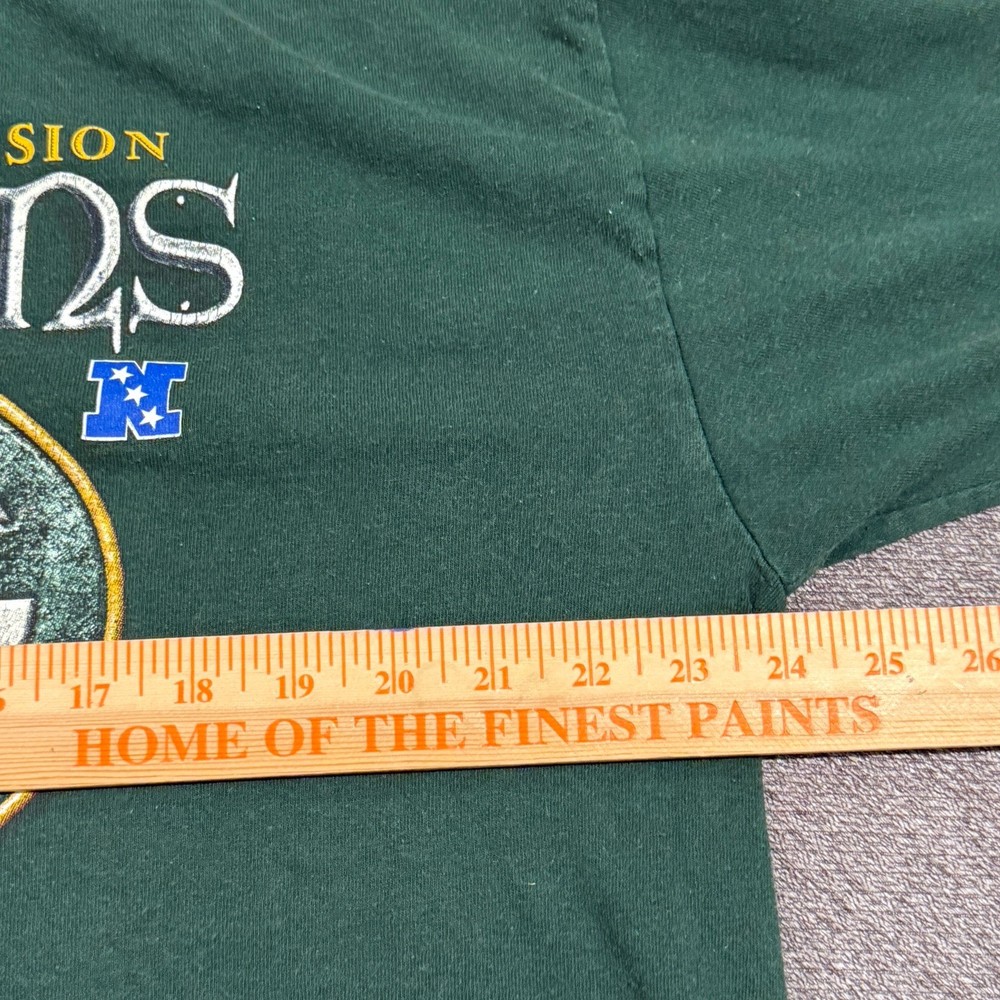 SION
ns
N
17 18 19 20 21 22 23 24 25 26
HOME OF THE FINEST PAINTS